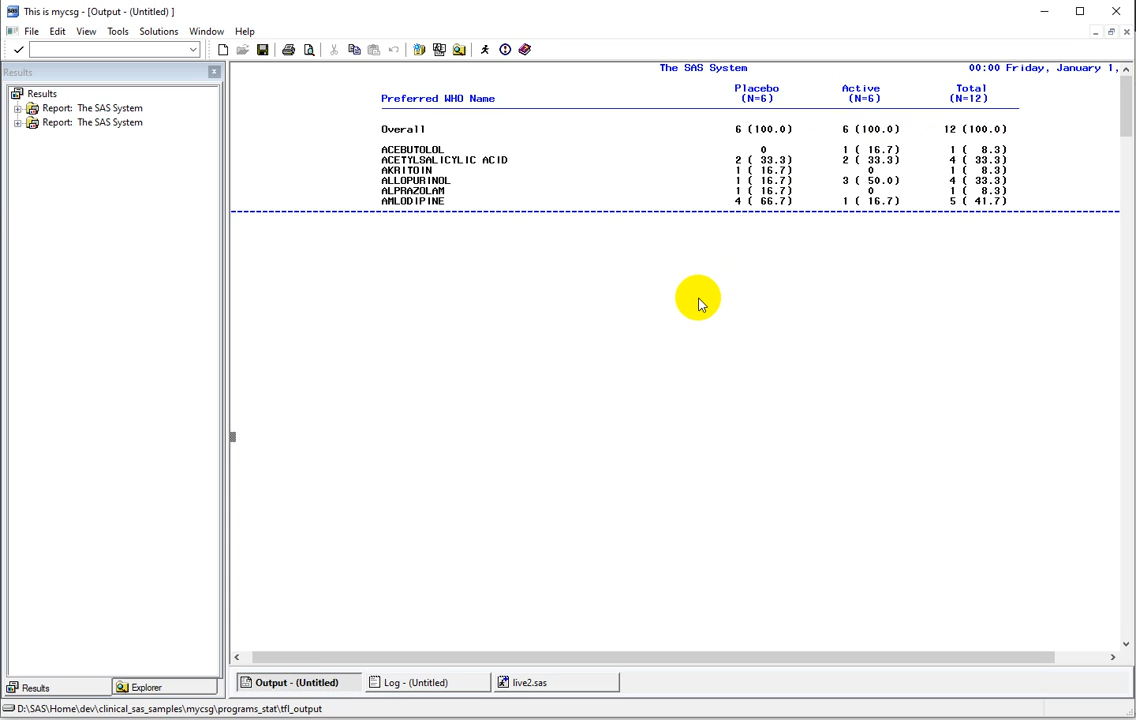 This is mycsg - [Output - (Untitled) ]
File Edit View Tools Solutions Window Help
Results
Results
Report: The SAS System
Report: The SAS System
The SAS System 00:00 Friday, January 1,
Placebo Active Total
Preferred WHO Name (N=6) (N=6) (N=12)
Overall 6 (100.0) 6 (100.0) 12 (100.0)
ACEBUTOLOL 0 1 ( 16.7) 1 ( 8.3)
ACETYLSALICYLIC ACID 2 ( 33.3) 2 ( 33.3) 4 ( 33.3)
AKRITOIN 1 ( 16.7) 0 1 ( 8.3)
ALLOPURINOL 1 ( 16.7) 3 ( 50.0) 4 ( 33.3)
ALPRAZOLAM 1 ( 16.7) 0 1 ( 8.3)
AMLODIPINE 4 ( 66.7) 1 ( 16.7) 5 ( 41.7)
Results Explorer
Output - (Untitled) Log - (Untitled) live2.sas
D:\SAS\Home\dev\clinical_sas_samples\mycsg\programs_stat\tfl_output